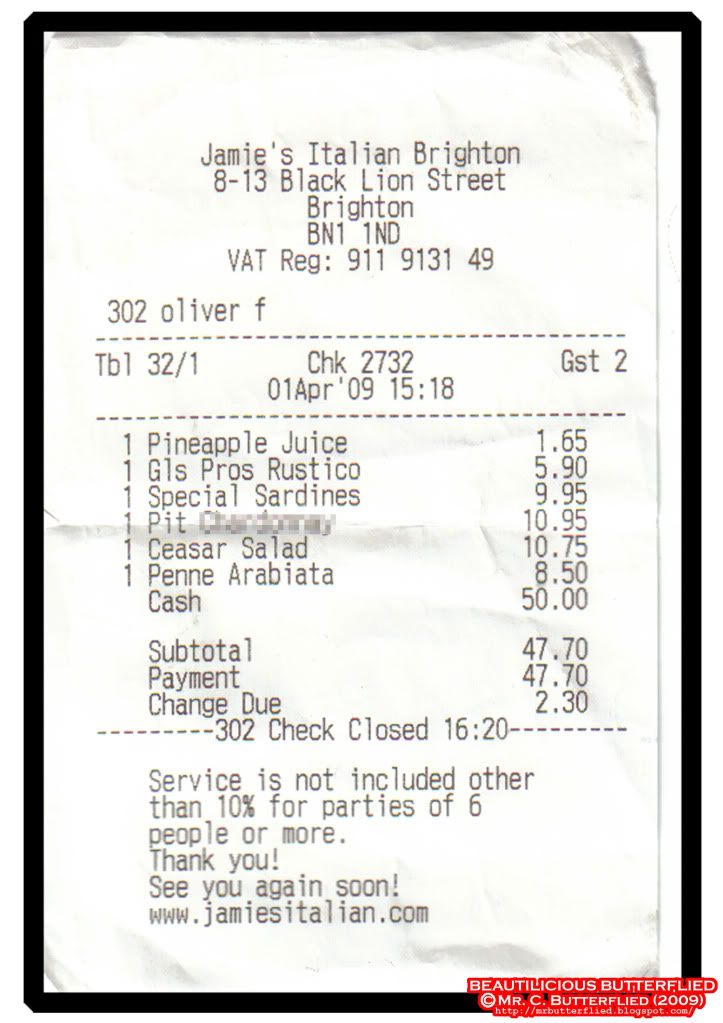 Jamie's Italian Brighton
8-13 Black Lion Street
Brighton
BN1 1ND
VAT Reg: 911 9131 49
302 oliver f
Tbl 32/1 Chk 2732 Gst 2
01Apr'09 15:18
1 Pineapple Juice 1.65
1 Gls Pros Rustico 5.90
1 Special Sardines 9.95
1 Pit 10.95
1 Ceasar Salad 10.75
1 Penne Arabiata 8.50
Cash 50.00
Subtotal 47.70
Payment 47.70
Change Due 2.30
---------302 Check Closed 16:20---------
Service is not included other
than 10% for parties of 6
people or more.
Thank you!
See you again soon!
www.jamiesitalian.com
BEAUTILICIOUS BUTTERFLIED
© MR. C. BUTTERFLIED (2009)
http://mrbutterflied.blogspot.com/